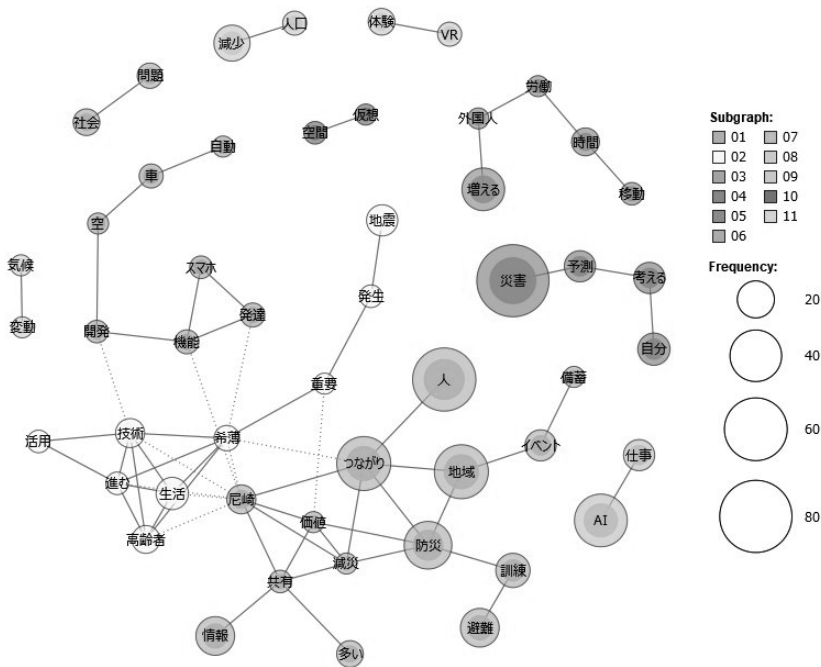 人口
減少
体験
VR
問題
社会
仮想
空間
労働
外国人
時間
増える
移動
自動
車
空
地震
スマホ
気候
発生
災害
予測
考える
変動
開発
機能
発達
自分
重要
人
備蓄
技術
希薄
活用
イベント
つながり
地域
仕事
進む
生活
尼崎
価値
AI
高齢者
減災
防災
共有
訓練
情報
避難
多い
Subgraph:
01
02
03
04
05
06
07
08
09
10
11
Frequency:
20
40
60
80